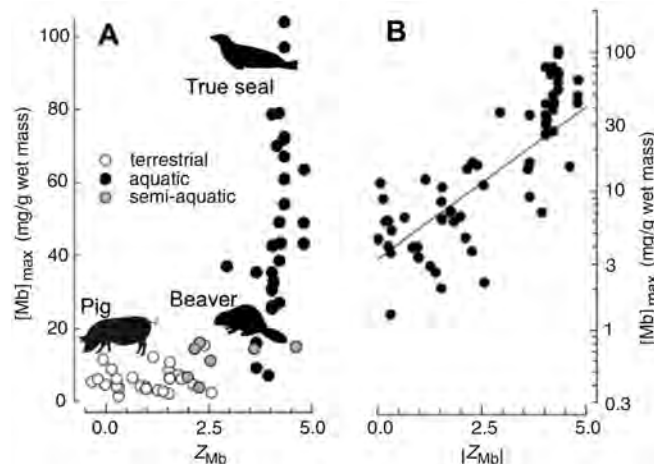 A
B
100
80
60
40
20
0
[Mb]max (mg/g wet mass)
True seal
terrestrial
aquatic
semi-aquatic
Pig
Beaver
0.0
2.5
5.0
ZMb
100
30
10
3
1
0.3
[Mb]max (mg/g wet mass)
0.0
2.5
5.0
|ZMb|